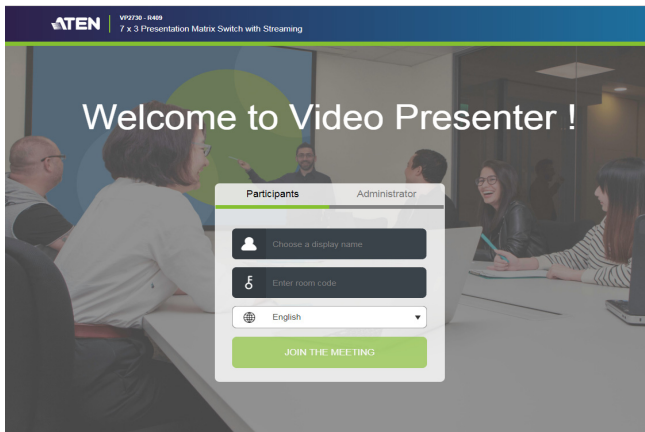 ATEN
VP2730 - R409
7 x 3 Presentation Matrix Switch with Streaming
Welcome to Video Presenter !
Participants
Administrator
Choose a display name
Enter room code
English
JOIN THE MEETING